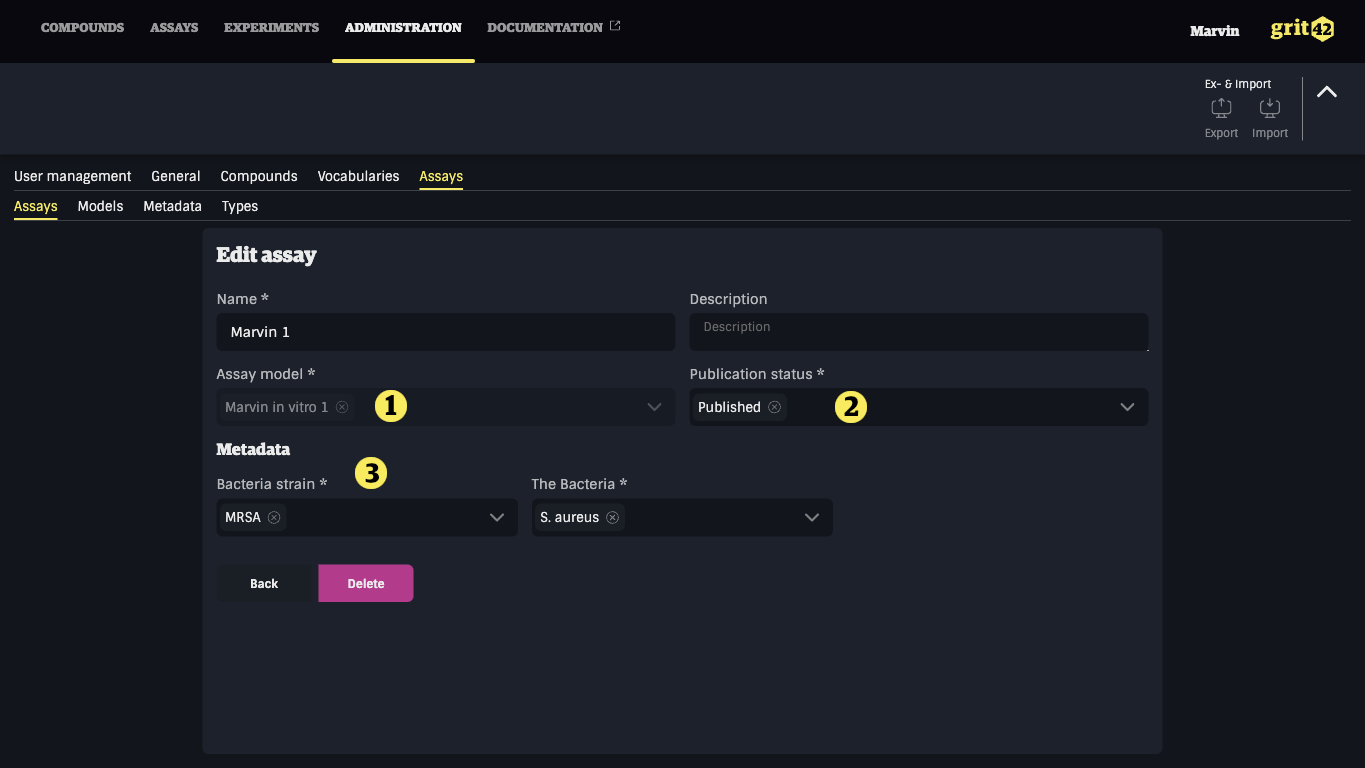 COMPOUNDS ASSAYS EXPERIMENTS ADMINISTRATION DOCUMENTATION Marvin grit42
Ex- & Import
Export Import
User management General Compounds Vocabularies Assays
Assays Models Metadata Types
Edit assay
Name * Description
Marvin 1 Description
Assay model * Publication status *
Marvin in vitro 1 1 Published 2
Metadata
3
Bacteria strain * The Bacteria *
MRSA S. aureus
Back Delete